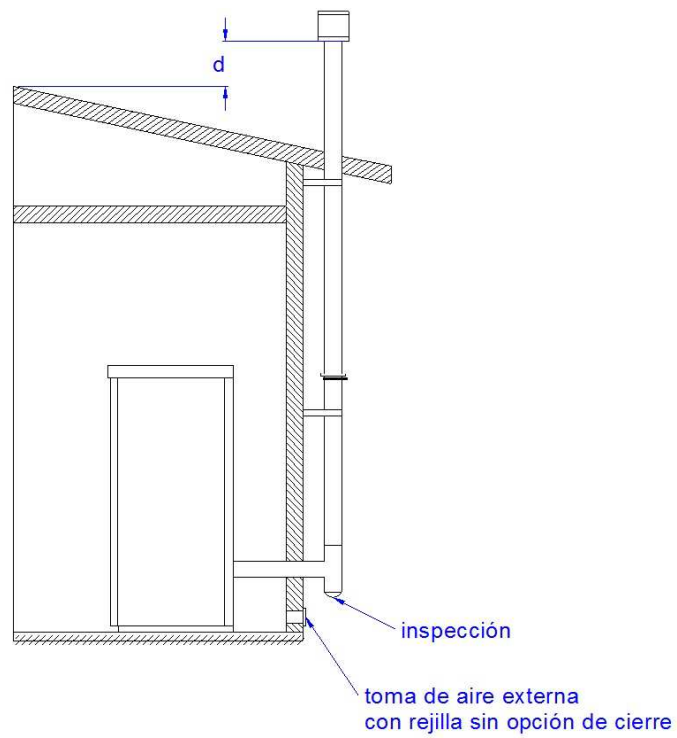 d
inspección
toma de aire externa
con rejilla sin opción de cierre